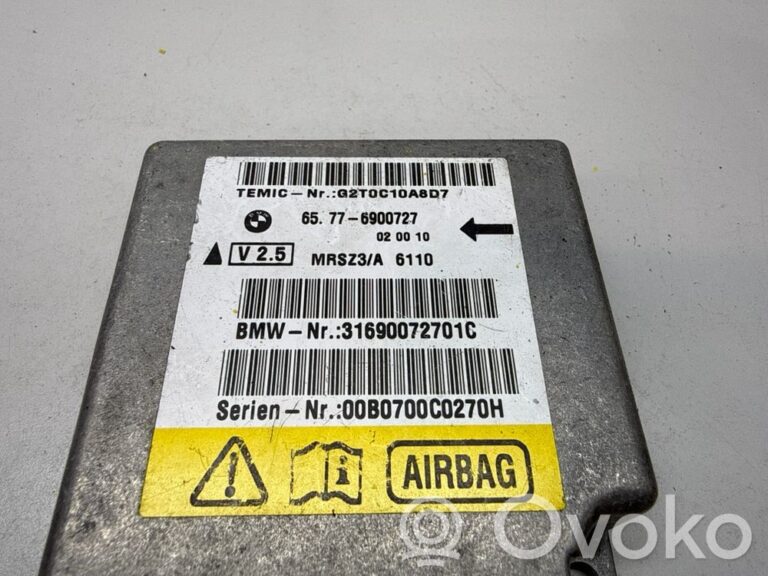 TEMIC-Nr.:G2T0C10A8D7
65. 77-6900727
02 00 10
V 2.5 MRSZ3/A 6110
BMW-Nr.:31690072701C
Serien-Nr.:00B0700C0270H
AIRBAG
Ovoko